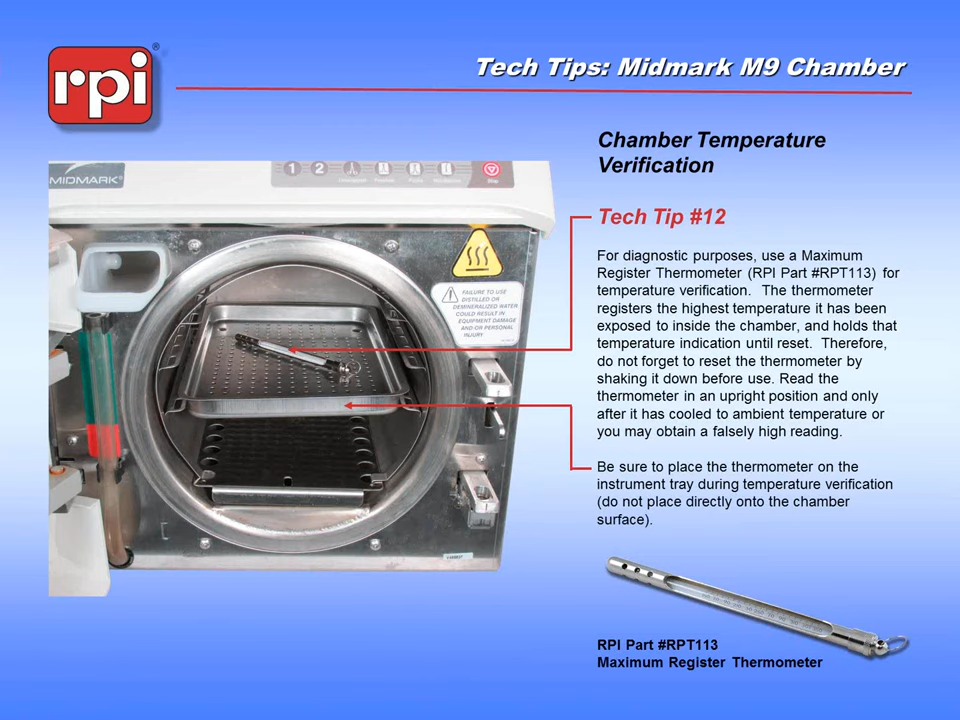 rpi
®
Tech Tips: Midmark M9 Chamber
Chamber Temperature
Verification
Tech Tip #12
For diagnostic purposes, use a Maximum
Register Thermometer (RPI Part #RPT113) for
temperature verification. The thermometer
registers the highest temperature it has been
exposed to inside the chamber, and holds that
temperature indication until reset. Therefore,
do not forget to reset the thermometer by
shaking it down before use. Read the
thermometer in an upright position and only
after it has cooled to ambient temperature or
you may obtain a falsely high reading.
Be sure to place the thermometer on the
instrument tray during temperature verification
(do not place directly onto the chamber
surface).
RPI Part #RPT113
Maximum Register Thermometer
MIDMARK®
1 2
Stop
FAILURE TO USE
DISTILLED OR
DEMINERALIZED WATER
COULD RESULT IN
EQUIPMENT DAMAGE
AND/OR PERSONAL
INJURY